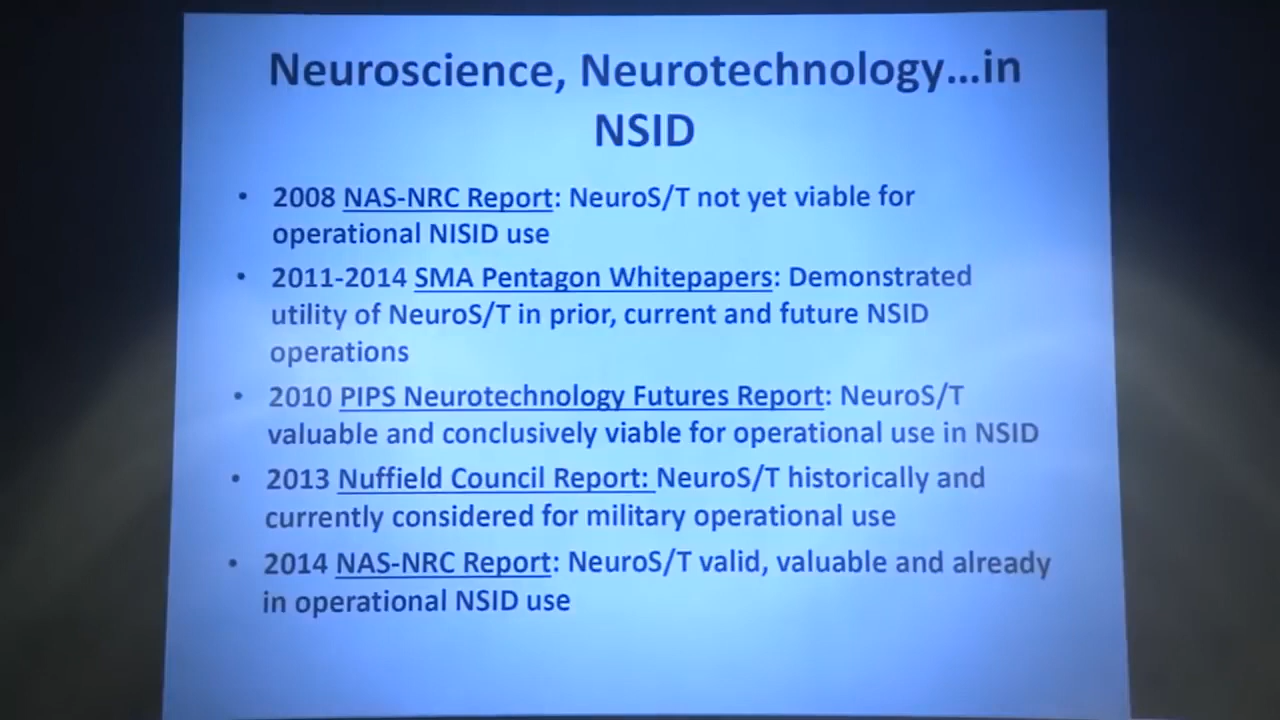 Neuroscience, Neurotechnology...in
NSID
• 2008 NAS-NRC Report: NeuroS/T not yet viable for
operational NISID use
• 2011-2014 SMA Pentagon Whitepapers: Demonstrated
utility of NeuroS/T in prior, current and future NSID
operations
• 2010 PIPS Neurotechnology Futures Report: NeuroS/T
valuable and conclusively viable for operational use in NSID
• 2013 Nuffield Council Report: NeuroS/T historically and
currently considered for military operational use
• 2014 NAS-NRC Report: NeuroS/T valid, valuable and already
in operational NSID use